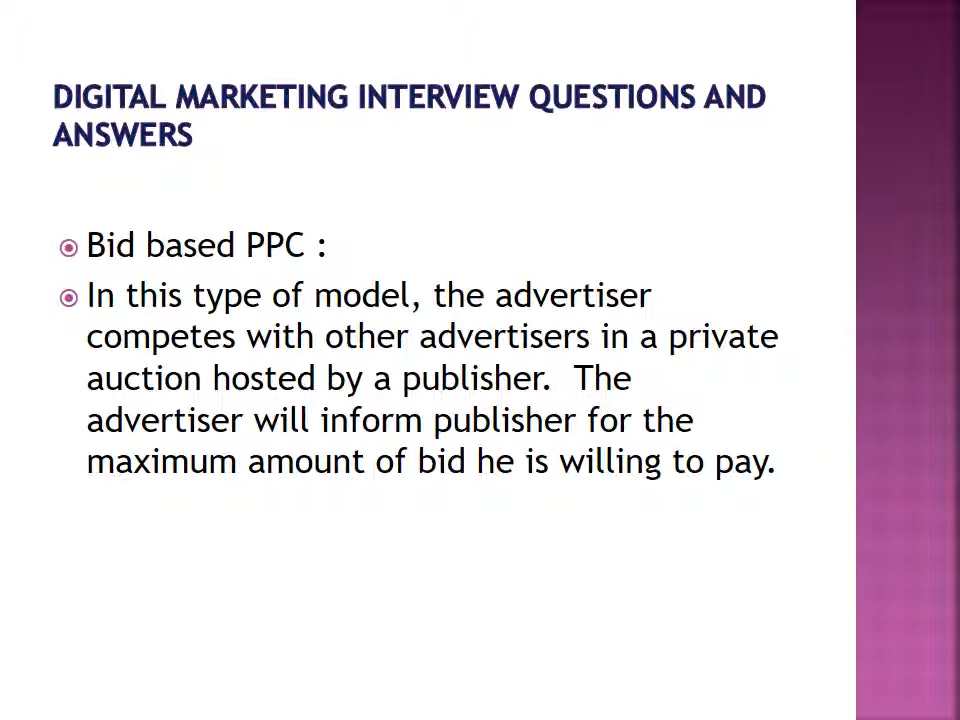 DIGITAL MARKETING INTERVIEW QUESTIONS AND
ANSWERS
Bid based PPC :
In this type of model, the advertiser
competes with other advertisers in a private
auction hosted by a publisher.  The
advertiser will inform publisher for the
maximum amount of bid he is willing to pay.